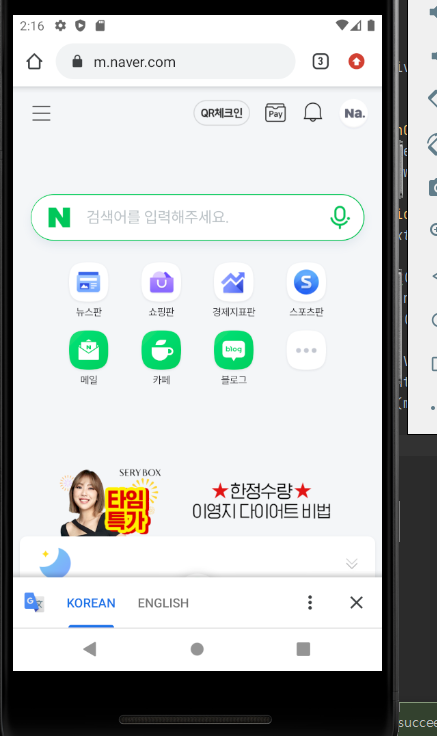 2:16
m.naver.com
3
QR체크인
Pay
Na.
N
검색어를 입력해주세요.
뉴스판
쇼핑판
경제지표판
S
스포츠판
N
메일
카페
blog
블로그
SERY BOX
타임
특가
★한정수량★
이영지 다이어트 비법
G
KOREAN
ENGLISH
succee